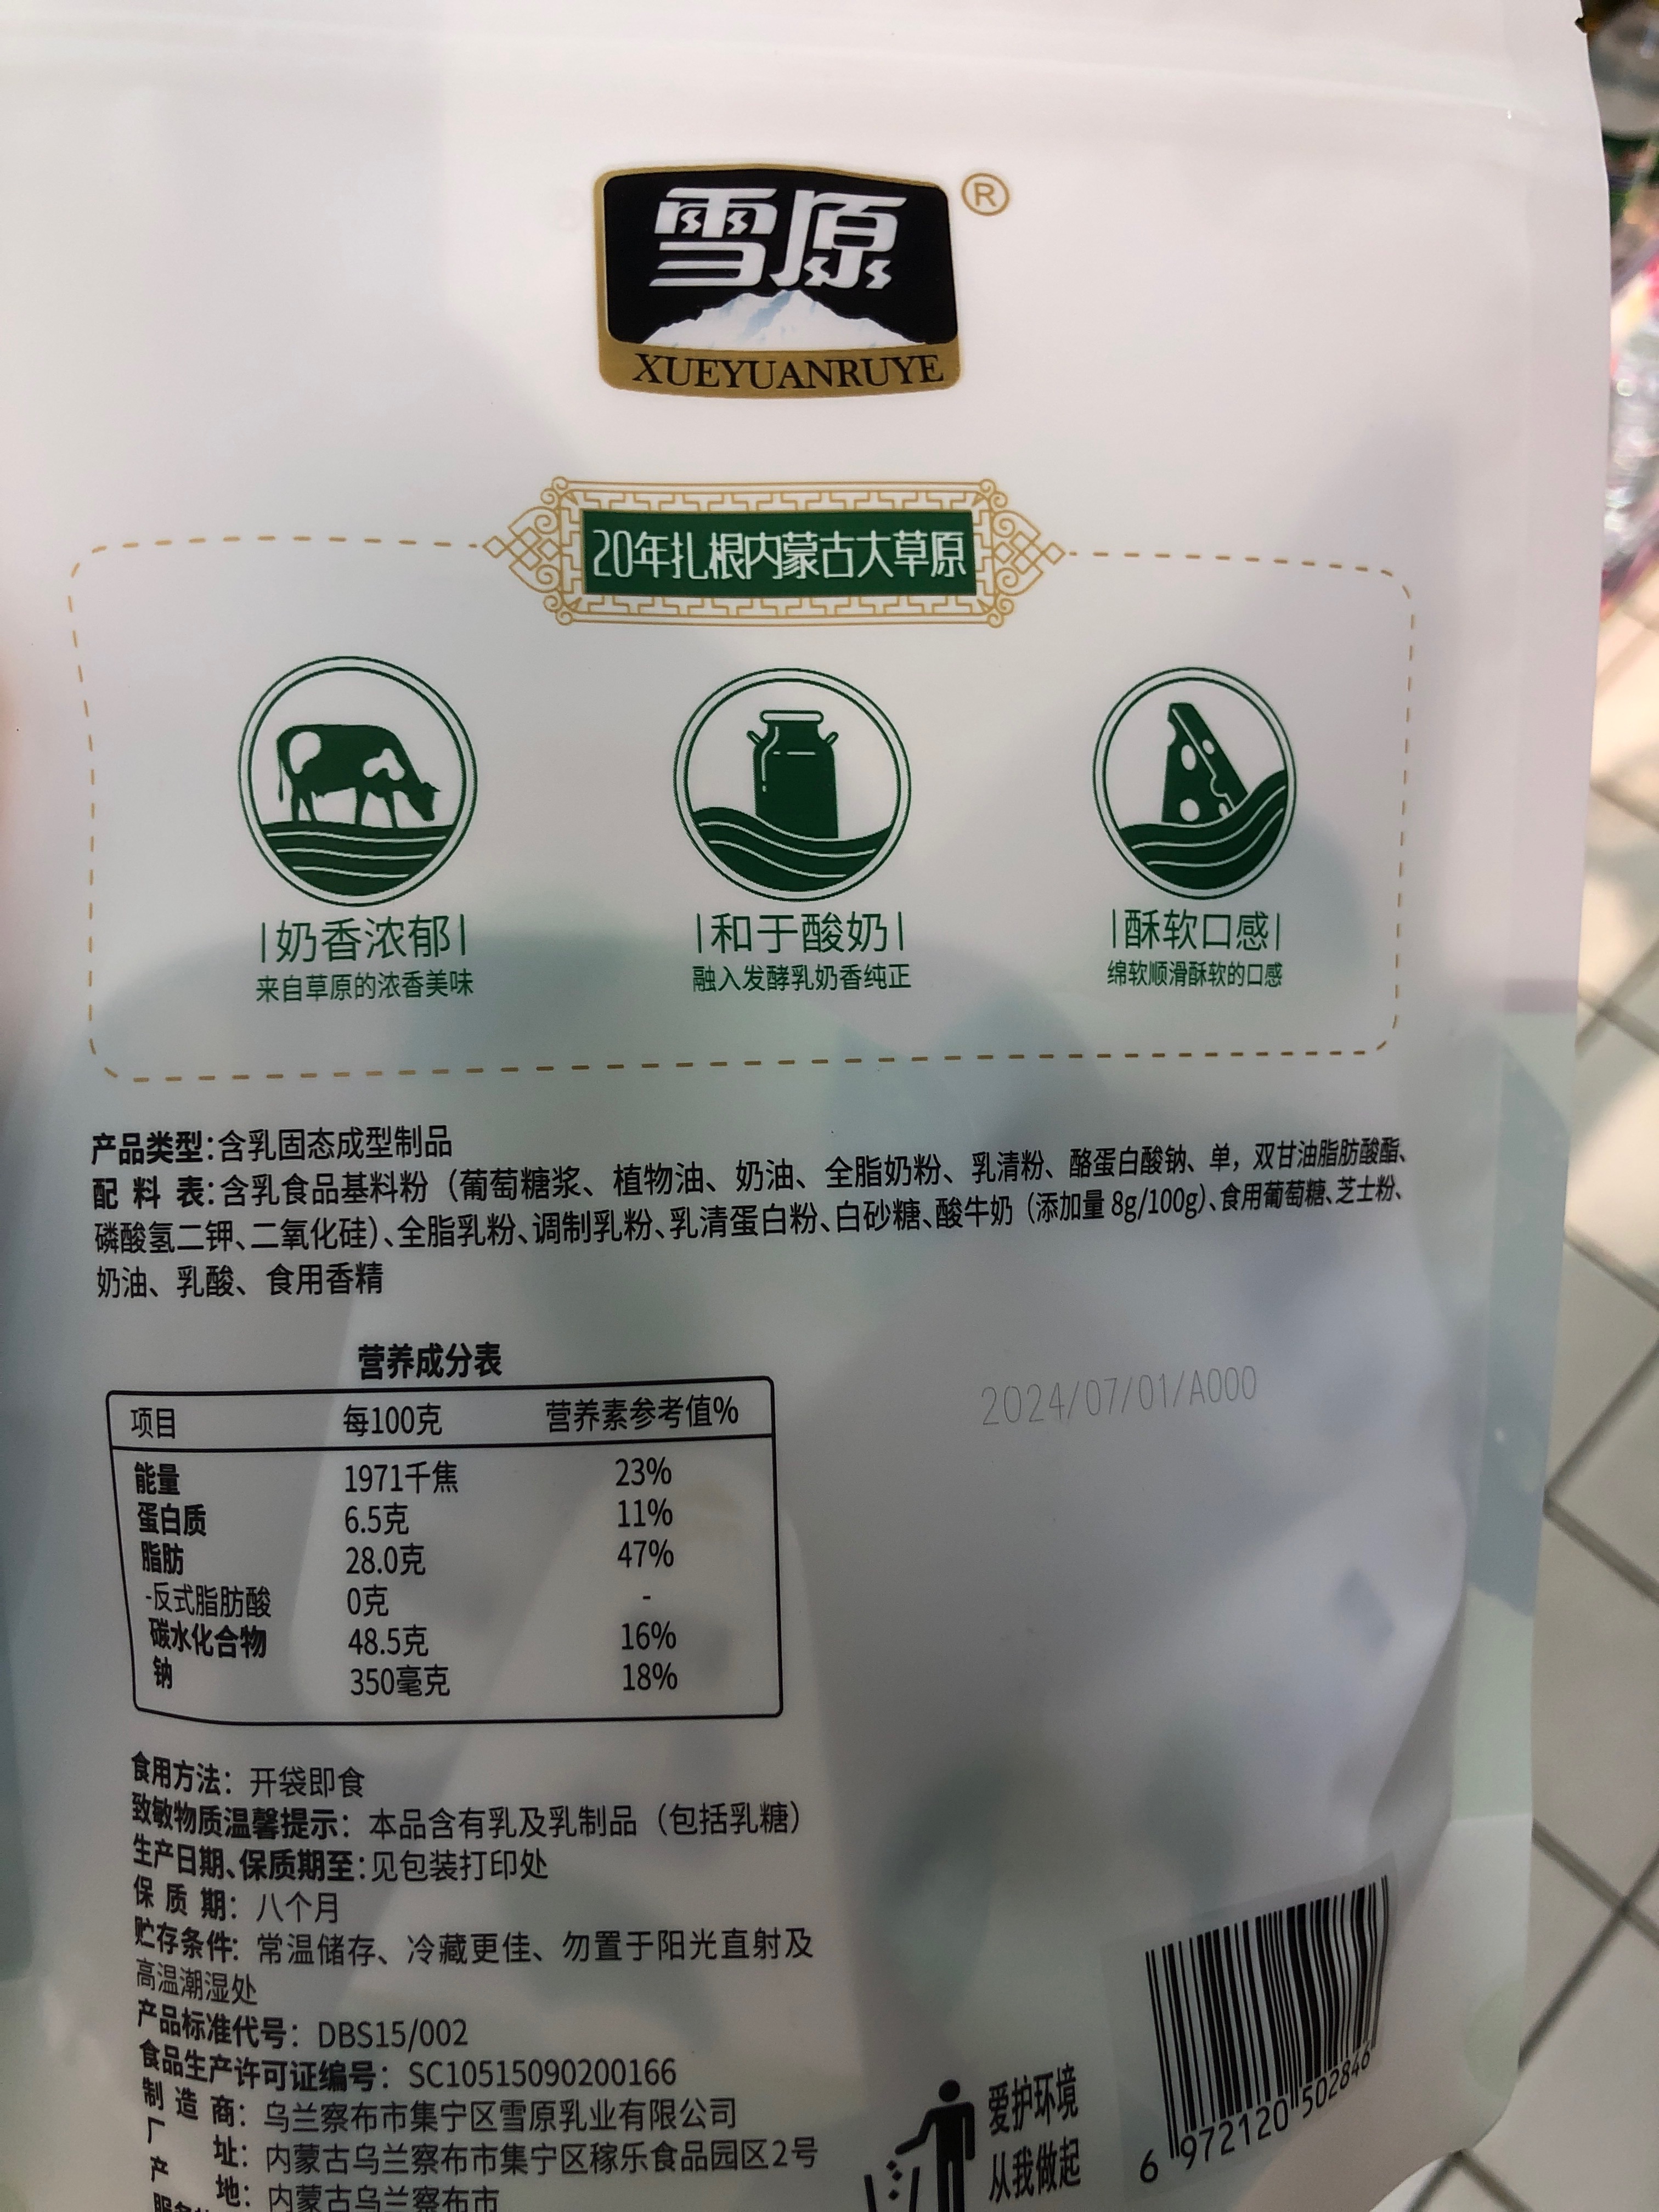 雪原
®
XUEYUANRUYE
20年扎根内蒙古大草原
奶香浓郁
来自草原的浓香美味
和于酸奶
融入发酵乳奶香纯正
酥软口感
绵软顺滑酥软的口感
产品类型：含乳固态成型制品
配 料 表：含乳食品基料粉（葡萄糖浆、植物油、奶油、全脂奶粉、乳清粉、酪蛋白酸钠、单，双甘油脂肪酸酯、
磷酸氢二钾、二氧化硅）、全脂乳粉、调制乳粉、乳清蛋白粉、白砂糖、酸牛奶（添加量 8g/100g）、食用葡萄糖、芝士粉、
奶油、乳酸、食用香精
营养成分表
项目 每100克 营养素参考值%
能量 1971千焦 23%
蛋白质 6.5克 11%
脂肪 28.0克 47%
-反式脂肪酸 0克 -
碳水化合物 48.5克 16%
钠 350毫克 18%
2024/07/01/A000
食用方法：开袋即食
致敏物质温馨提示：本品含有乳及乳制品（包括乳糖）
生产日期、保质期至：见包装打印处
保 质 期：八个月
贮存条件：常温储存、冷藏更佳、勿置于阳光直射及
高温潮湿处
产品标准代号：DBS15/002
食品生产许可证编号：SC10515090200166
制 造 商：乌兰察布市集宁区雪原乳业有限公司
厂 址：内蒙古乌兰察布市集宁区稼乐食品园区2号
产 地：内蒙古乌兰察布市
爱护环境
从我做起
6 972120 502846